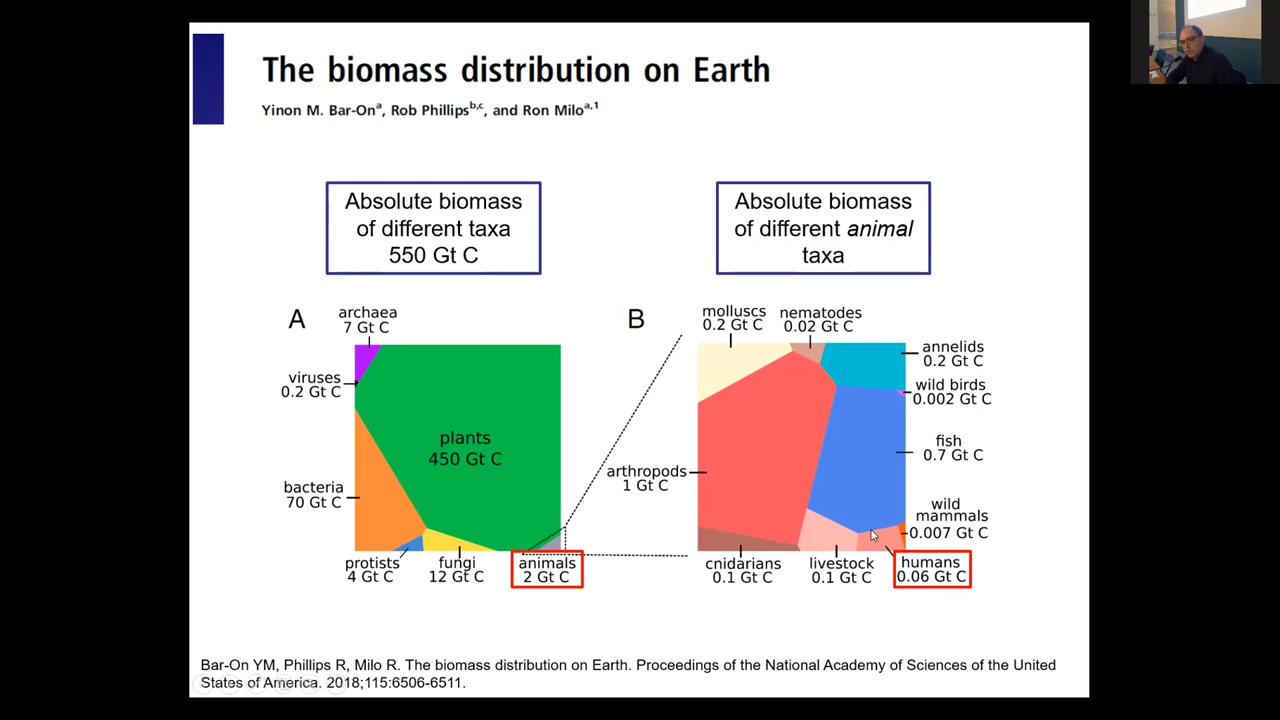 The biomass distribution on Earth
Yinon M. Bar-Onᵃ, Rob Phillipsᵇ,ᶜ, and Ron Miloᵃ,¹
Absolute biomass
of different taxa
550 Gt C
Absolute biomass
of different animal
taxa
A
archaea
7 Gt C
viruses
0.2 Gt C
plants
450 Gt C
bacteria
70 Gt C
protists
4 Gt C
fungi
12 Gt C
animals
2 Gt C
B
molluscs
0.2 Gt C
nematodes
0.02 Gt C
annelids
0.2 Gt C
wild birds
0.002 Gt C
fish
0.7 Gt C
arthropods
1 Gt C
wild
mammals
0.007 Gt C
cnidarians
0.1 Gt C
livestock
0.1 Gt C
humans
0.06 Gt C
Bar-On YM, Phillips R, Milo R. The biomass distribution on Earth. Proceedings of the National Academy of Sciences of the United
States of America. 2018;115:6506-6511.